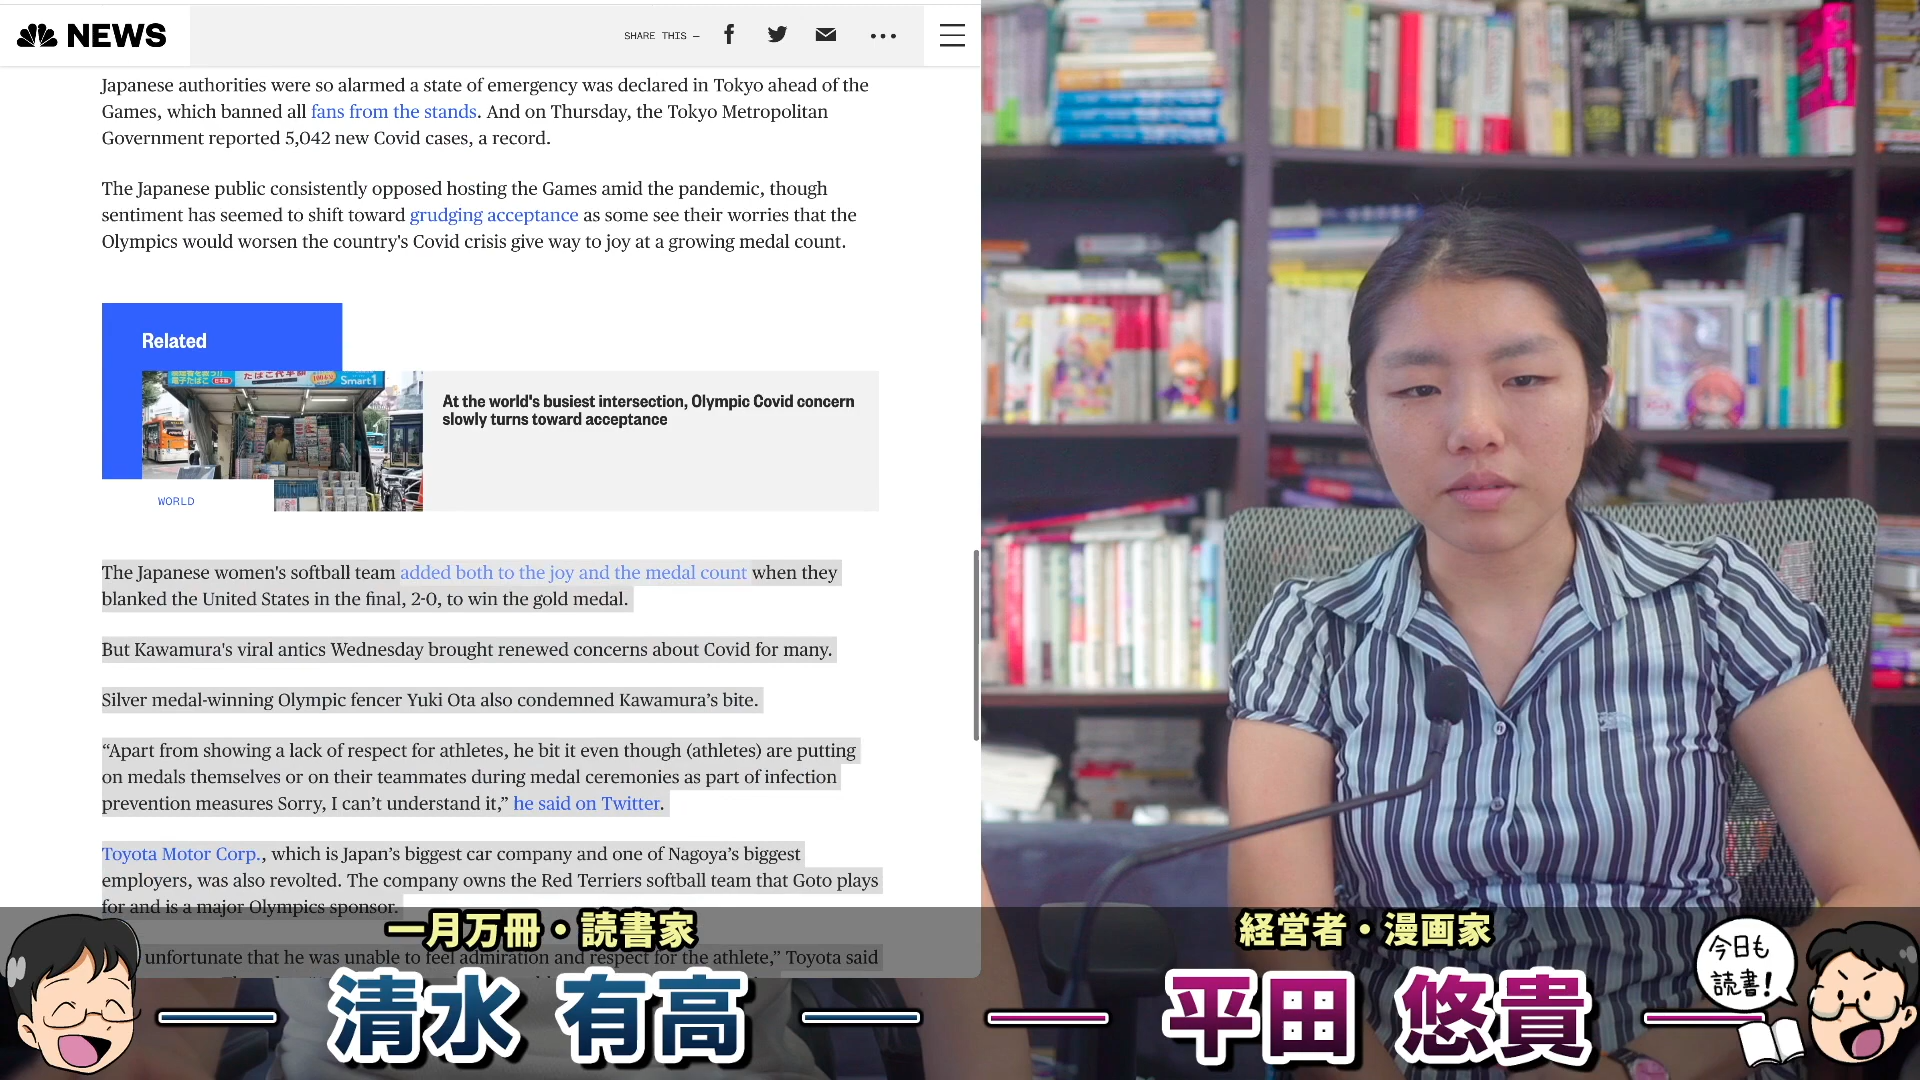 NEWS
SHARE THIS —
Japanese authorities were so alarmed a state of emergency was declared in Tokyo ahead of the
Games, which banned all fans from the stands. And on Thursday, the Tokyo Metropolitan
Government reported 5,042 new Covid cases, a record.
The Japanese public consistently opposed hosting the Games amid the pandemic, though
sentiment has seemed to shift toward grudging acceptance as some see their worries that the
Olympics would worsen the country's Covid crisis give way to joy at a growing medal count.
Related
Smart1
At the world's busiest intersection, Olympic Covid concern
slowly turns toward acceptance
WORLD
The Japanese women's softball team added both to the joy and the medal count when they
blanked the United States in the final, 2-0, to win the gold medal.
But Kawamura's viral antics Wednesday brought renewed concerns about Covid for many.
Silver medal-winning Olympic fencer Yuki Ota also condemned Kawamura’s bite.
“Apart from showing a lack of respect for athletes, he bit it even though (athletes) are putting
on medals themselves or on their teammates during medal ceremonies as part of infection
prevention measures Sorry, I can’t understand it,” he said on Twitter.
Toyota Motor Corp., which is Japan’s biggest car company and one of Nagoya’s biggest
employers, was also revolted. The company owns the Red Terriers softball team that Goto plays
for and is a major Olympics sponsor.
unfortunate that he was unable to feel admiration and respect for the athlete,” Toyota said
一月万冊・読書家
清水 有高
経営者・漫画家
平田 悠貴
今日も
読書!